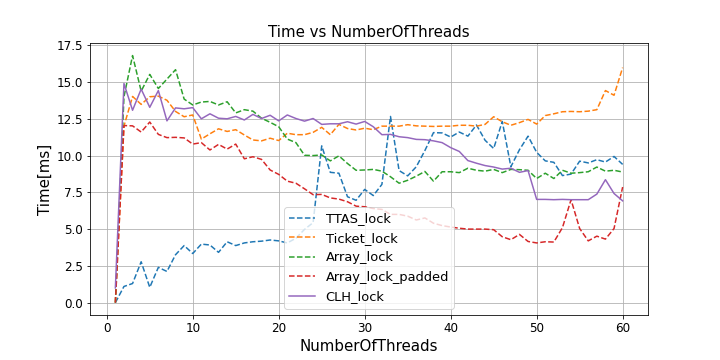 Time vs NumberOfThreads
Time[ms]
17.5
15.0
12.5
10.0
7.5
5.0
2.5
0.0
TTAS_lock
Ticket_lock
Array_lock
Array_lock_padded
CLH_lock
0 10 20 30 40 50 60
NumberOfThreads